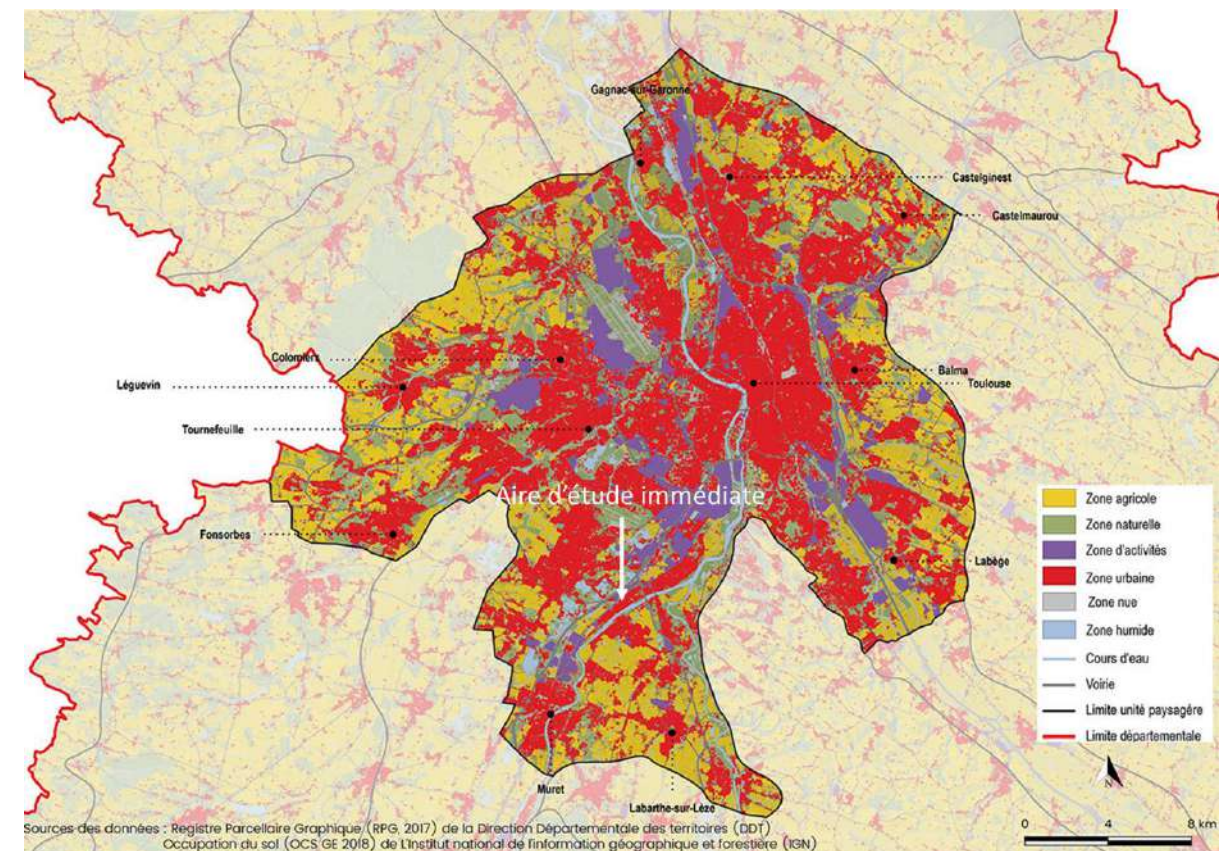 Gagnac-sur-Garonne
Castelginest
Castelmaurou
Colomiers
Léguevin
Balma
Toulouse
Tournefeuille
Aire d'étude immédiate
Fonsorbes
Labège
Zone agricole
Zone naturelle
Zone d'activités
Zone urbaine
Zone nue
Zone humide
Cours d'eau
Voirie
Limite unité paysagère
Limite départementale
N
Muret
Labarthe-sur-Lèze
0 4 8 km
Sources des données : Registre Parcellaire Graphique (RPG, 2017) de la Direction Départementale des territoires (DDT)
Occupation du sol (OCS GE 2018) de L'Institut national de l'information géographique et forestière (IGN)